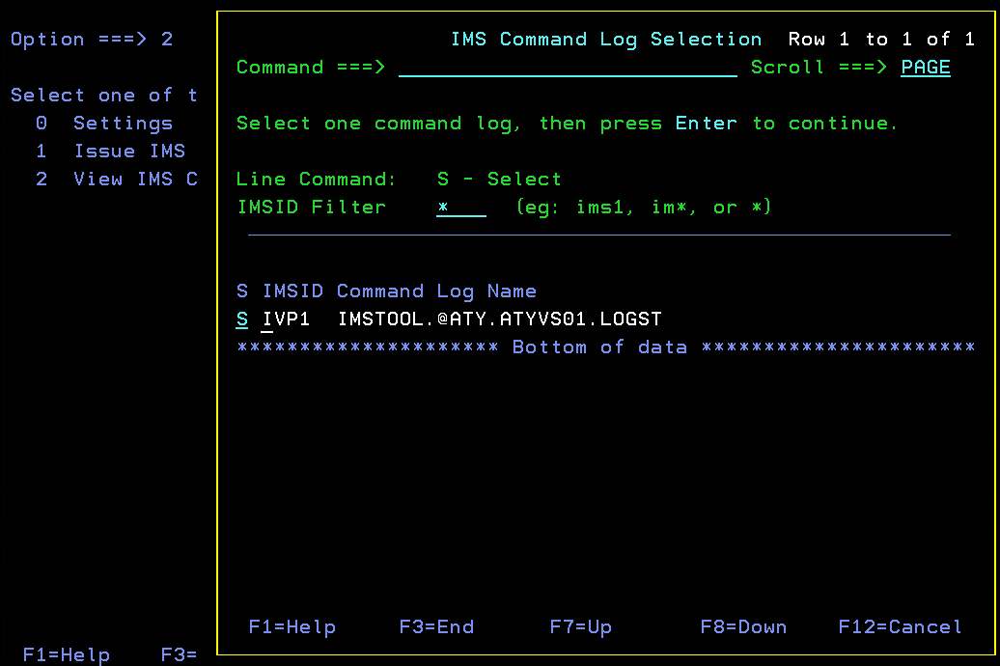 Option ===> 2
Select one of t
0 Settings
1 Issue IMS
2 View IMS C
F1=Help F3=
IMS Command Log Selection Row 1 to 1 of 1
Command ===> Scroll ===> PAGE
Select one command log, then press Enter to continue.
Line Command: S - Select
IMSID Filter * (eg: ims1, im*, or *)
S IMSID Command Log Name
S IVP1 IMSTOOL.@ATY.ATYVS01.LOGST
********************* Bottom of data **********************
F1=Help F3=End F7=Up F8=Down F12=Cancel